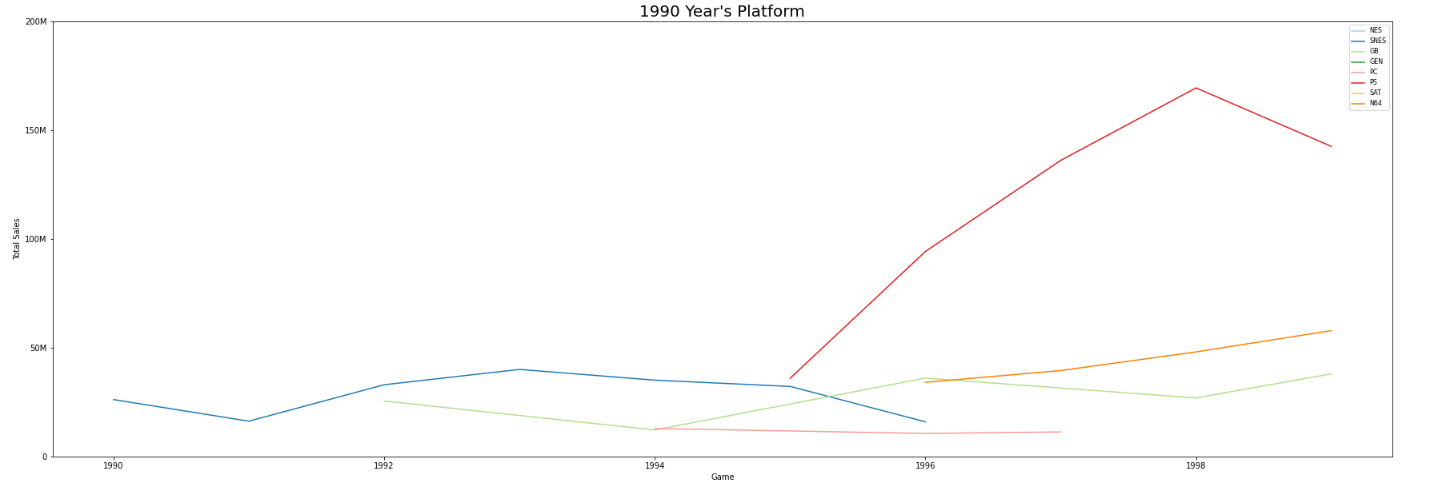 1990 Year's Platform
200M
150M
100M
50M
0
Total Sales
1990
1992
1994
1996
1998
Game
NES
SNES
GB
GEN
PC
PS
SAT
N64